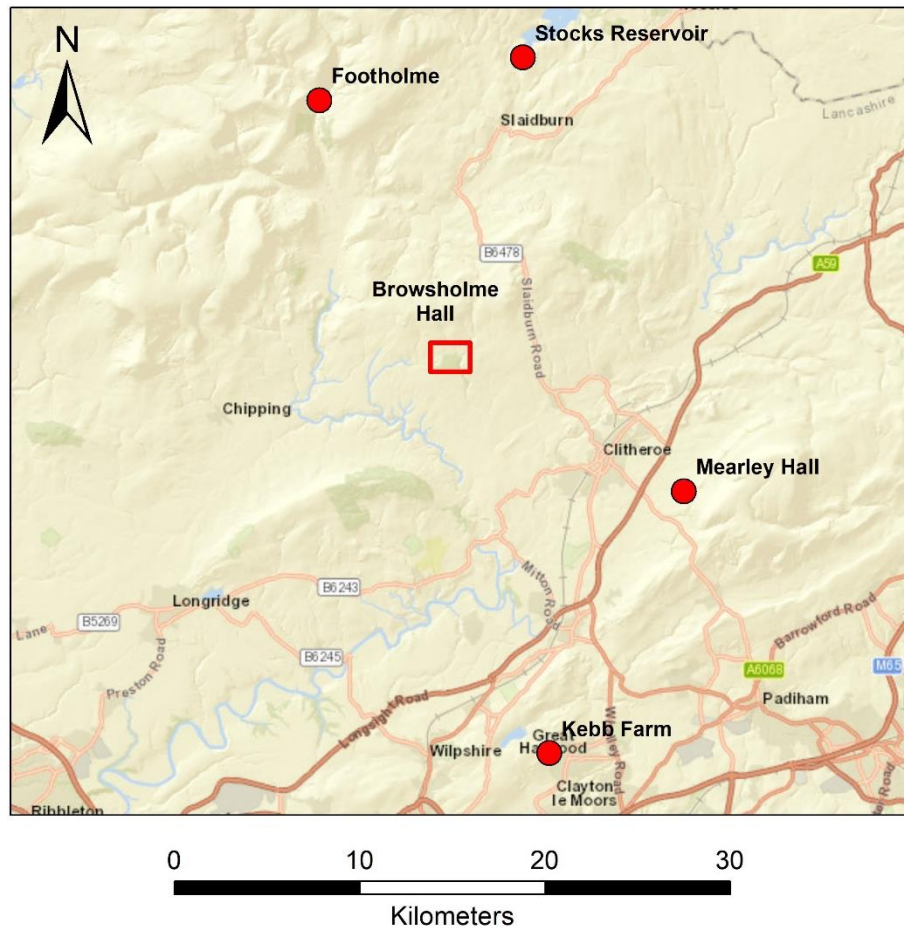 N
Stocks Reservoir
Footholme
Slaidburn
Lancashire
B6478
A59
Slaidburn Road
Browsholme
Hall
Chipping
Clitheroe
Mearley Hall
Mitton Road
B6243
Longridge
B5269
Lane
Barrowford Road
B6245
Preston Road
A6068
M65
Padiham
Longsight Road
Whalley Road
Kebb Farm
Wilpshire
Great
Clayton
le Moors
Ribbleton
0 10 20 30
Kilometers